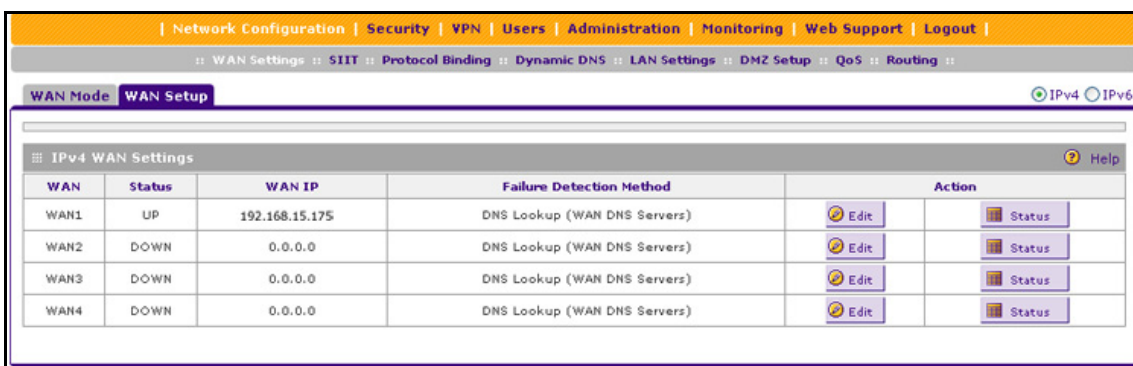 | Network Configuration | Security | VPN | Users | Administration | Monitoring | Web Support | Logout |
:: WAN Settings :: SIIT :: Protocol Binding :: Dynamic DNS :: LAN Settings :: DMZ Setup :: QoS :: Routing ::
WAN Mode WAN Setup IPv4 IPv6
IPv4 WAN Settings ? Help
WAN Status WAN IP Failure Detection Method Action
WAN1 UP 192.168.15.175 DNS Lookup (WAN DNS Servers) Edit Status
WAN2 DOWN 0.0.0.0 DNS Lookup (WAN DNS Servers) Edit Status
WAN3 DOWN 0.0.0.0 DNS Lookup (WAN DNS Servers) Edit Status
WAN4 DOWN 0.0.0.0 DNS Lookup (WAN DNS Servers) Edit Status